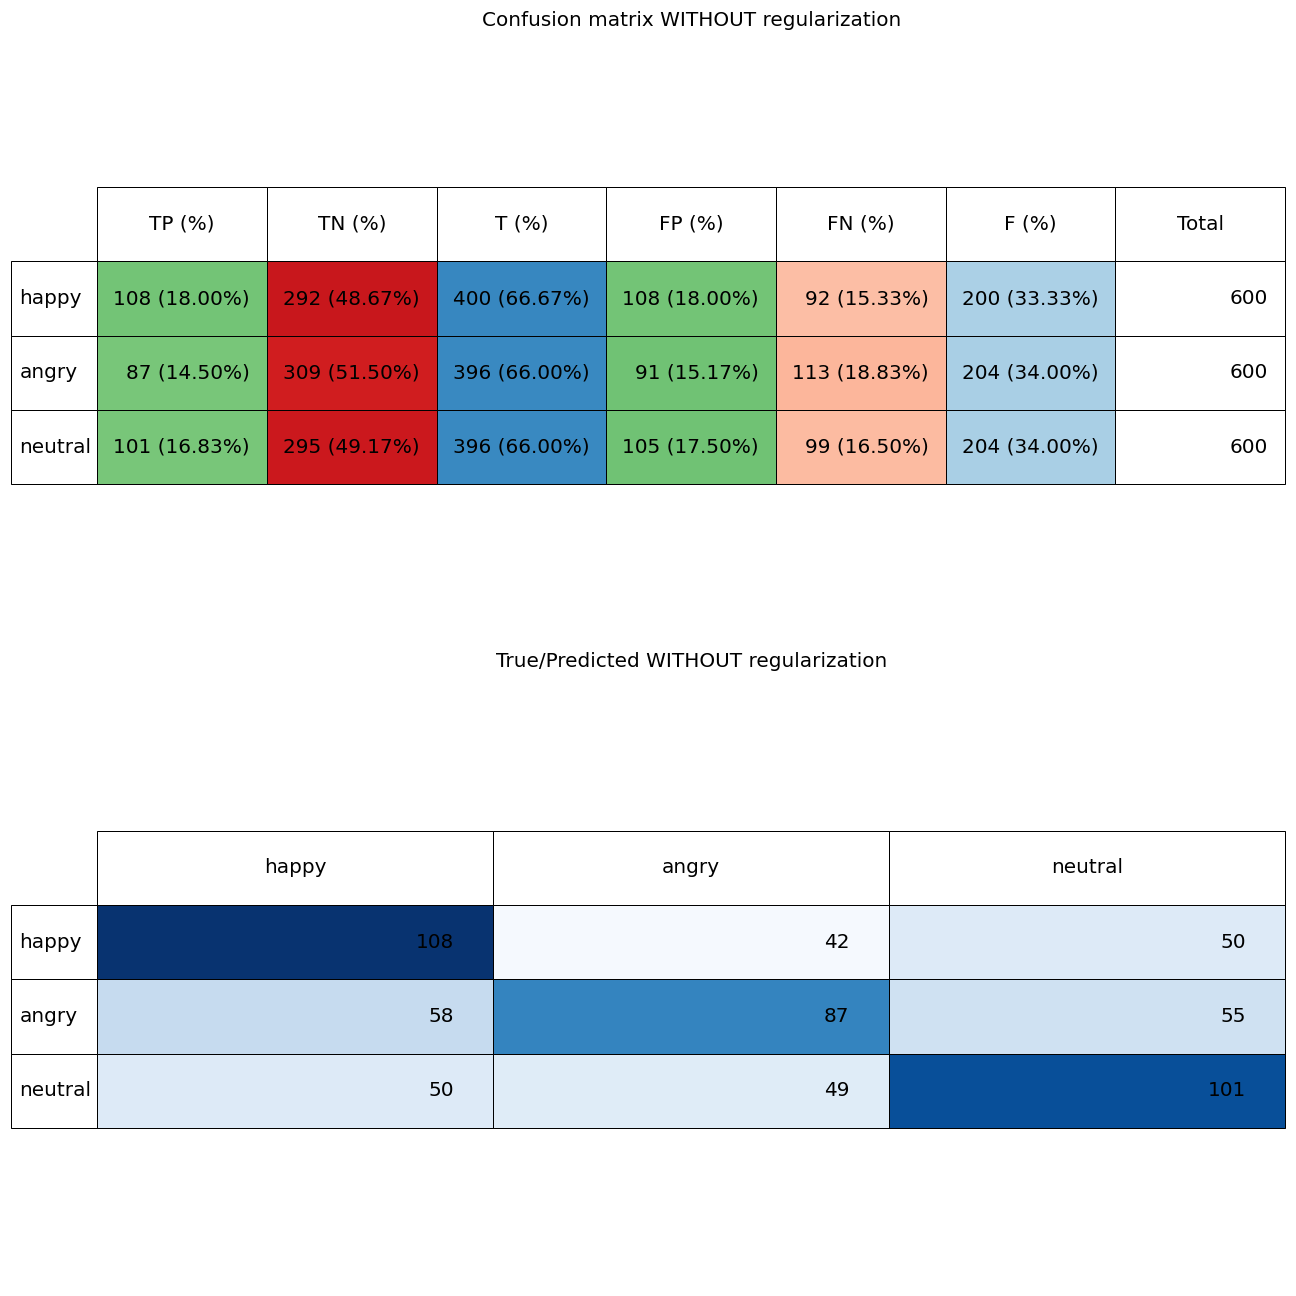 Confusion matrix WITHOUT regularization
TP (%) TN (%) T (%) FP (%) FN (%) F (%) Total
happy 108 (18.00%) 292 (48.67%) 400 (66.67%) 108 (18.00%) 92 (15.33%) 200 (33.33%) 600
angry 87 (14.50%) 309 (51.50%) 396 (66.00%) 91 (15.17%) 113 (18.83%) 204 (34.00%) 600
neutral 101 (16.83%) 295 (49.17%) 396 (66.00%) 105 (17.50%) 99 (16.50%) 204 (34.00%) 600
True/Predicted WITHOUT regularization
happy angry neutral
happy 108 42 50
angry 58 87 55
neutral 50 49 101